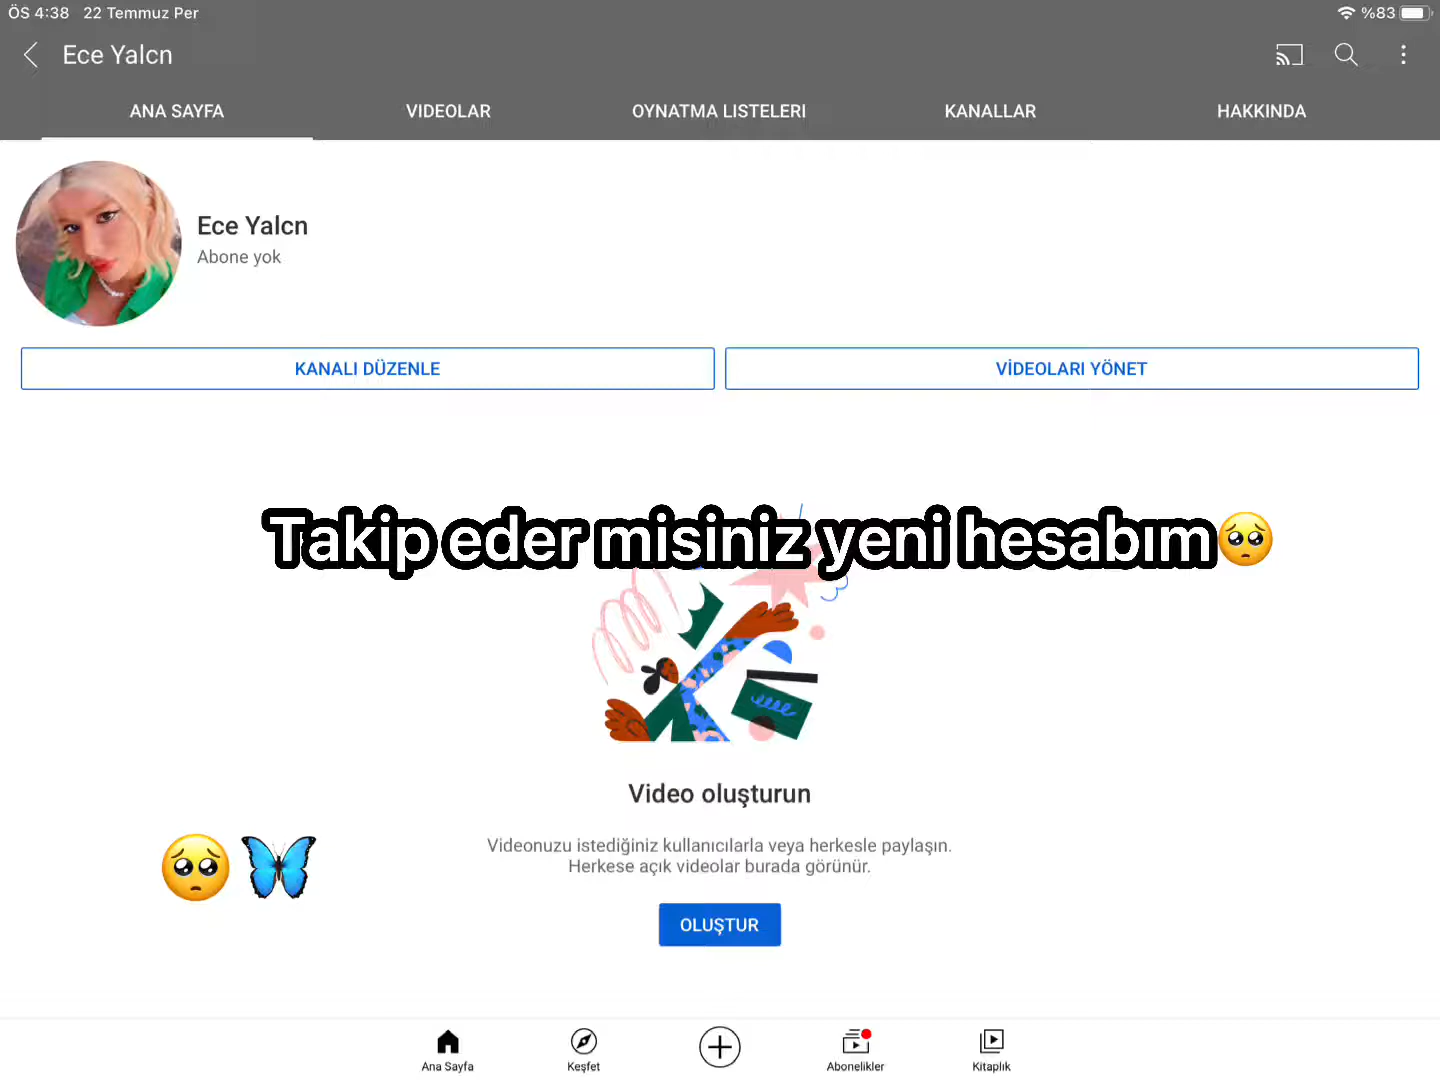 ÖS 4:38 22 Temmuz Per
%83
Ece Yalcn
ANA SAYFA
VIDEOLAR
OYNATMA LISTELERI
KANALLAR
HAKKINDA
Ece Yalcn
Abone yok
KANALI DÜZENLE
VİDEOLARI YÖNET
Takip eder misiniz yeni hesabım🥺
Video oluşturun
🥺🦋
Videonuzu istediğiniz kullanıcılarla veya herkesle paylaşın.
Herkese açık videolar burada görünür.
OLUŞTUR
Ana Sayfa
Keşfet
Abonelikler
Kitaplık